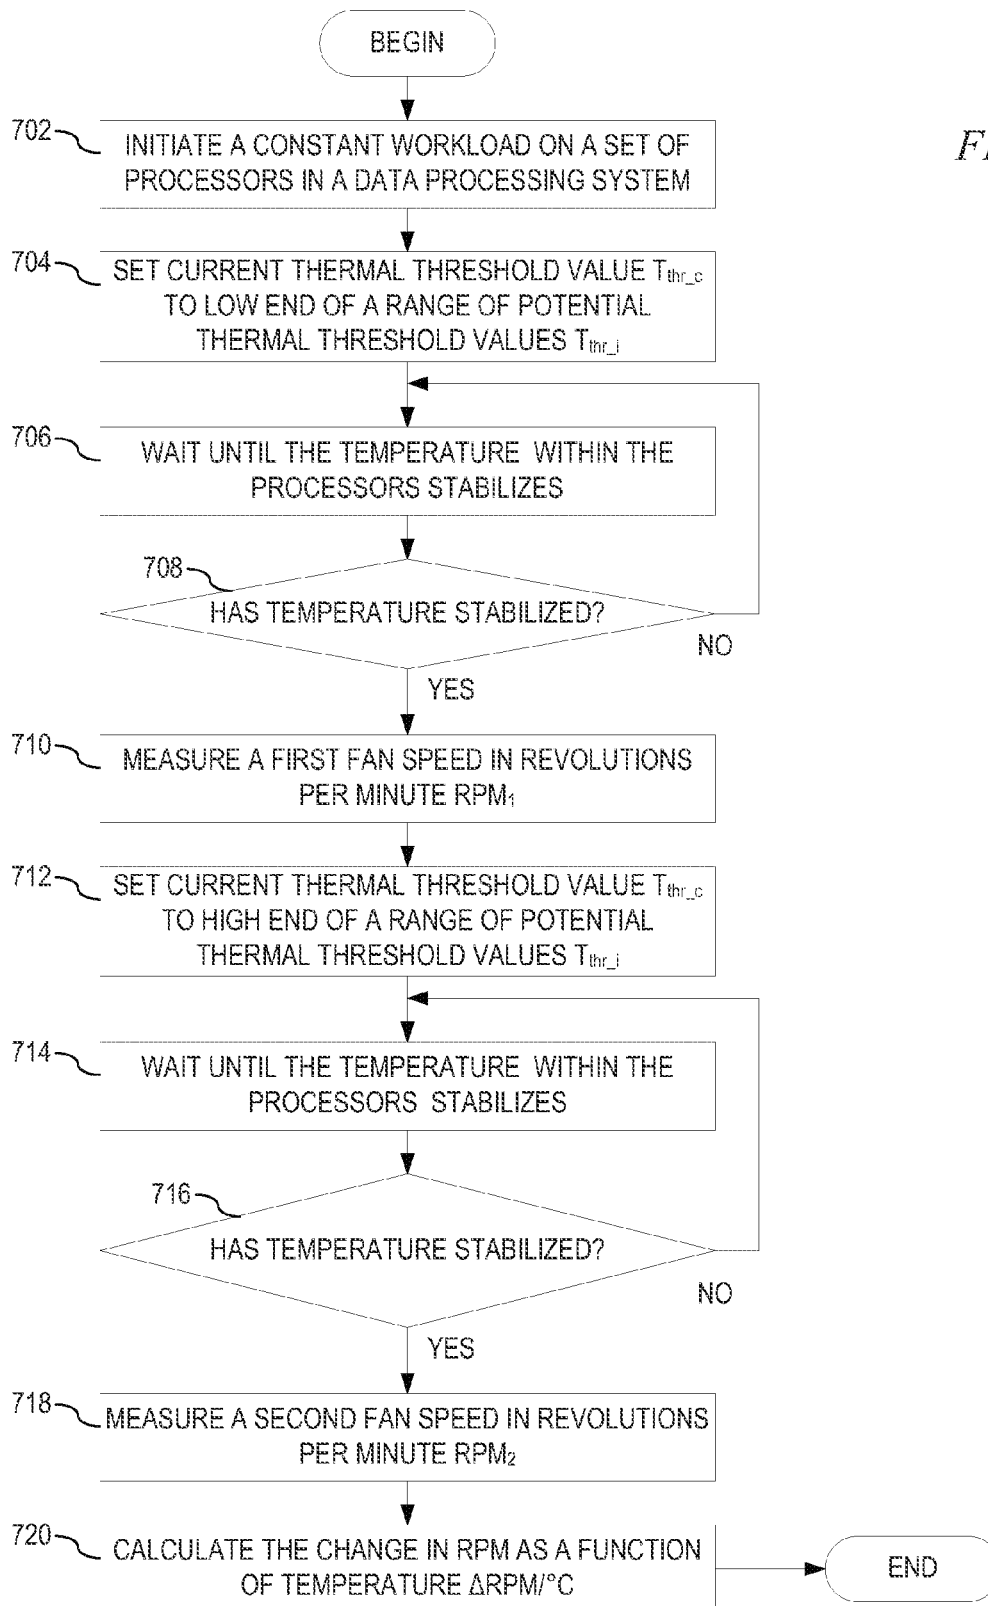 BEGIN
702
INITIATE A CONSTANT WORKLOAD ON A SET OF
PROCESSORS IN A DATA PROCESSING SYSTEM
704
SET CURRENT THERMAL THRESHOLD VALUE Tthr_c
TO LOW END OF A RANGE OF POTENTIAL
THERMAL THRESHOLD VALUES Tthr_i
706
WAIT UNTIL THE TEMPERATURE WITHIN THE
PROCESSORS STABILIZES
708
HAS TEMPERATURE STABILIZED?
NO
YES
710
MEASURE A FIRST FAN SPEED IN REVOLUTIONS
PER MINUTE RPM₁
712
SET CURRENT THERMAL THRESHOLD VALUE Tthr_c
TO HIGH END OF A RANGE OF POTENTIAL
THERMAL THRESHOLD VALUES Tthr_i
714
WAIT UNTIL THE TEMPERATURE WITHIN THE
PROCESSORS STABILIZES
716
HAS TEMPERATURE STABILIZED?
NO
YES
718
MEASURE A SECOND FAN SPEED IN REVOLUTIONS
PER MINUTE RPM₂
720
CALCULATE THE CHANGE IN RPM AS A FUNCTION
OF TEMPERATURE ΔRPM/°C
END